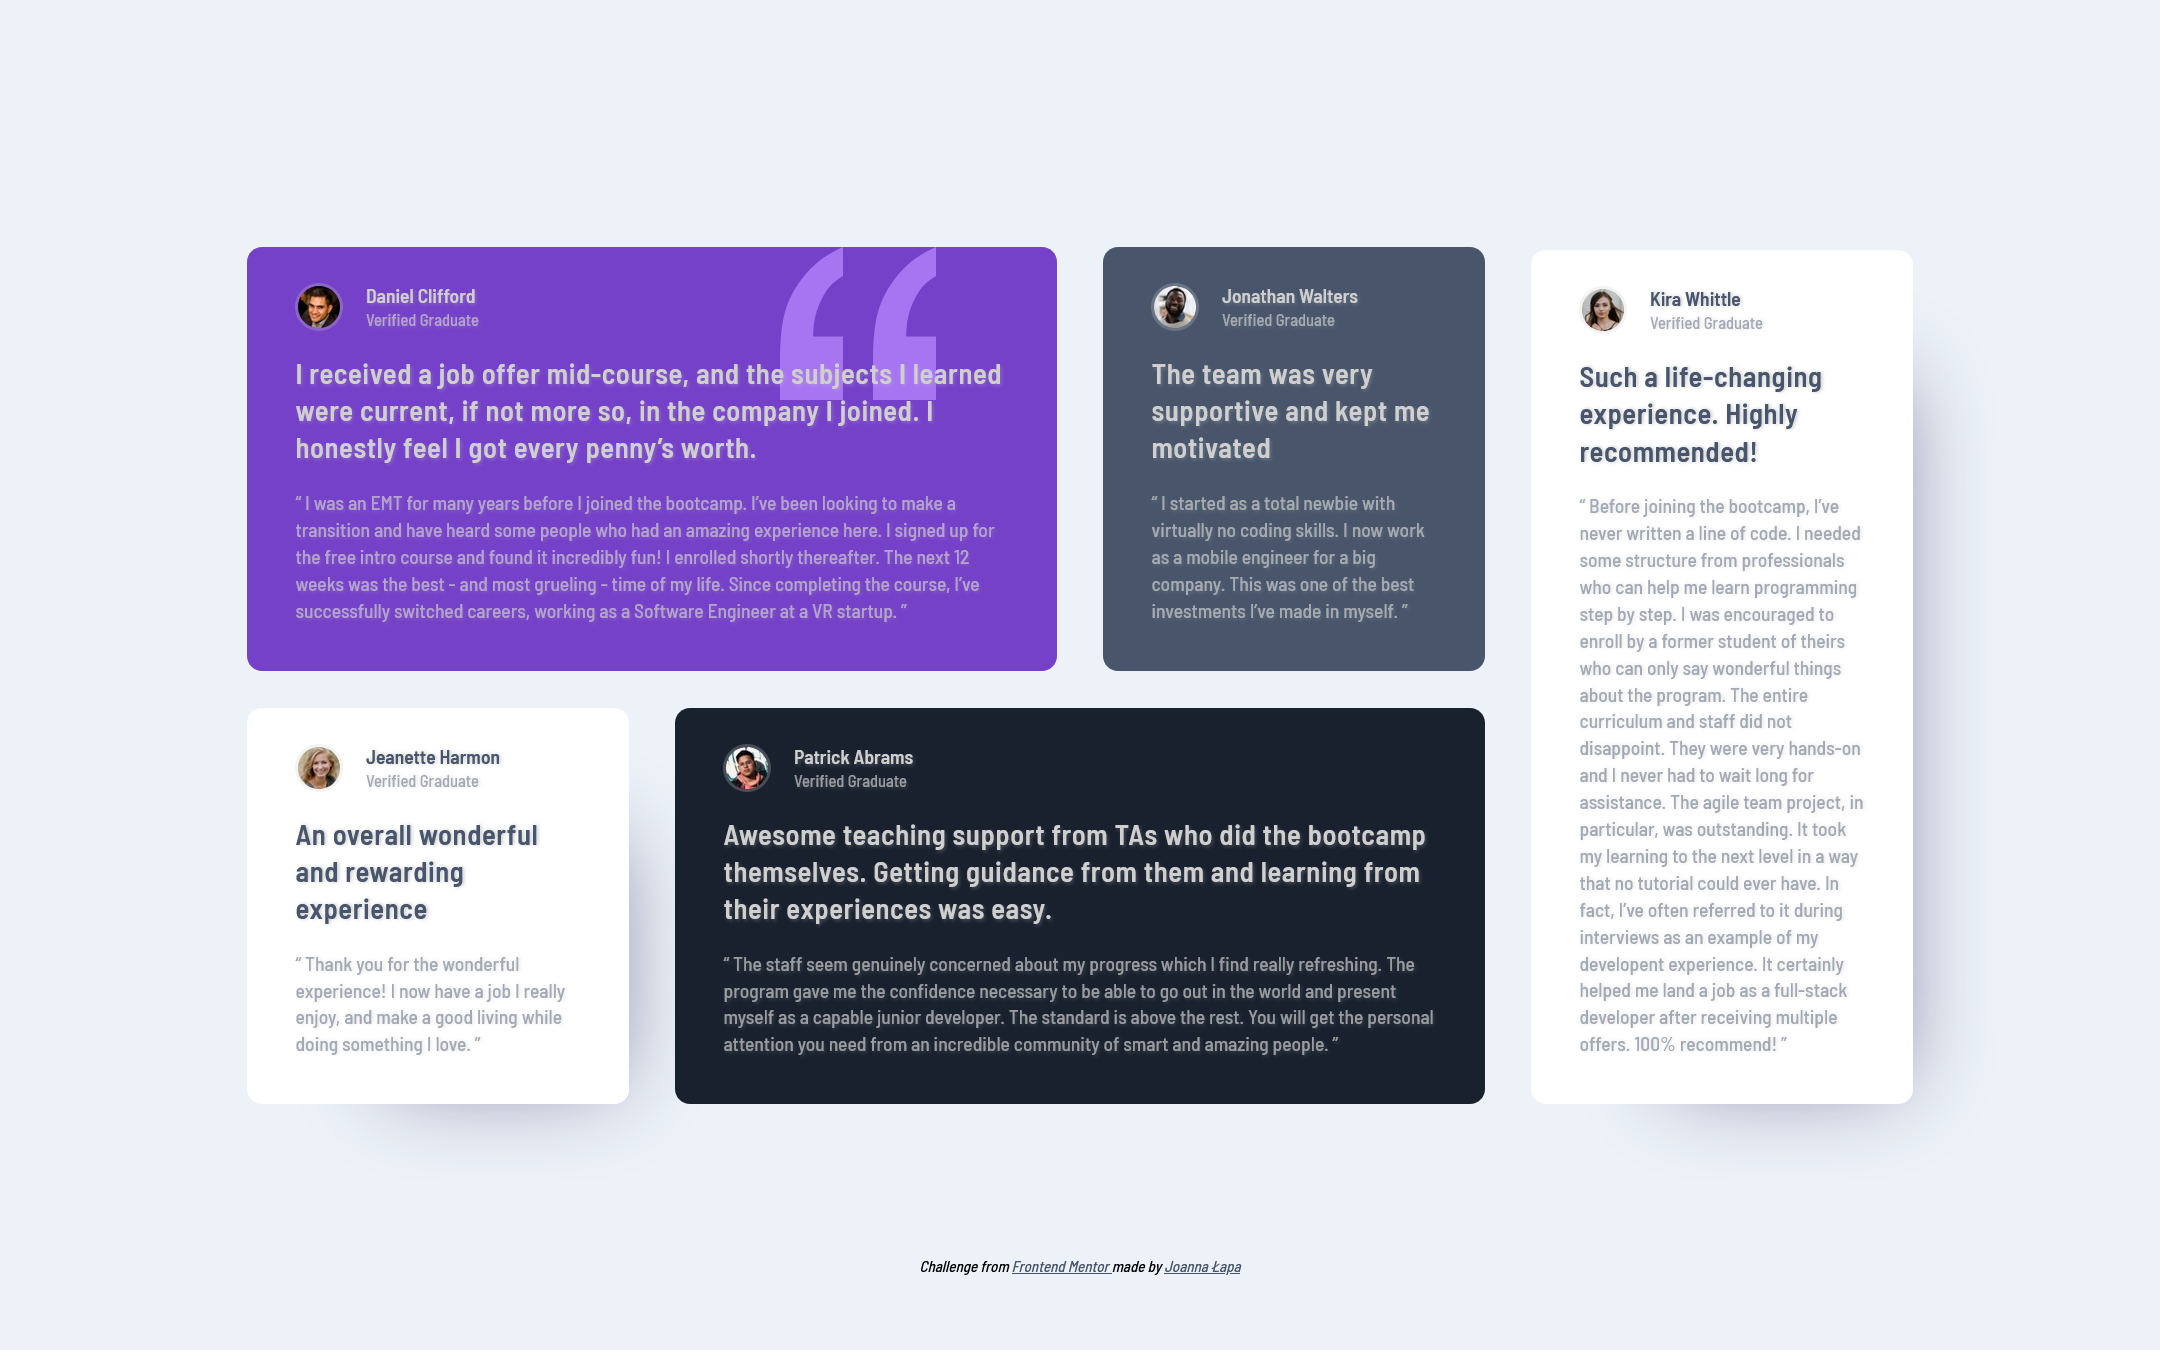 Daniel Clifford
Verified Graduate
I received a job offer mid-course, and the subjects I learned
were current, if not more so, in the company I joined. I
honestly feel I got every penny’s worth.
“ I was an EMT for many years before I joined the bootcamp. I’ve been looking to make a
transition and have heard some people who had an amazing experience here. I signed up for
the free intro course and found it incredibly fun! I enrolled shortly thereafter. The next 12
weeks was the best - and most grueling - time of my life. Since completing the course, I’ve
successfully switched careers, working as a Software Engineer at a VR startup. ”
Jonathan Walters
Verified Graduate
The team was very
supportive and kept me
motivated
“ I started as a total newbie with
virtually no coding skills. I now work
as a mobile engineer for a big
company. This was one of the best
investments I’ve made in myself. ”
Kira Whittle
Verified Graduate
Such a life-changing
experience. Highly
recommended!
“ Before joining the bootcamp, I’ve
never written a line of code. I needed
some structure from professionals
who can help me learn programming
step by step. I was encouraged to
enroll by a former student of theirs
who can only say wonderful things
about the program. The entire
curriculum and staff did not
disappoint. They were very hands-on
and I never had to wait long for
assistance. The agile team project, in
particular, was outstanding. It took
my learning to the next level in a way
that no tutorial could ever have. In
fact, I’ve often referred to it during
interviews as an example of my
developent experience. It certainly
helped me land a job as a full-stack
developer after receiving multiple
offers. 100% recommend! ”
Jeanette Harmon
Verified Graduate
An overall wonderful
and rewarding
experience
“ Thank you for the wonderful
experience! I now have a job I really
enjoy, and make a good living while
doing something I love. ”
Patrick Abrams
Verified Graduate
Awesome teaching support from TAs who did the bootcamp
themselves. Getting guidance from them and learning from
their experiences was easy.
“ The staff seem genuinely concerned about my progress which I find really refreshing. The
program gave me the confidence necessary to be able to go out in the world and present
myself as a capable junior developer. The standard is above the rest. You will get the personal
attention you need from an incredible community of smart and amazing people. ”
Challenge from Frontend Mentor made by Joanna Łapa